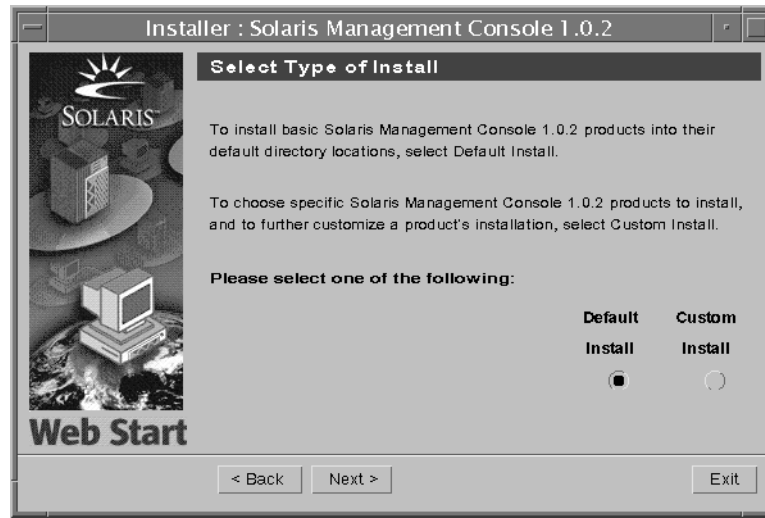 Installer : Solaris Management Console 1.0.2
SOLARIS
Select Type of Install
To install basic Solaris Management Console 1.0.2 products into their
default directory locations, select Default Install.
To choose specific Solaris Management Console 1.0.2 products to install,
and to further customize a product's installation, select Custom Install.
Please select one of the following:
Default Custom
Install Install
Web Start
< Back Next > Exit